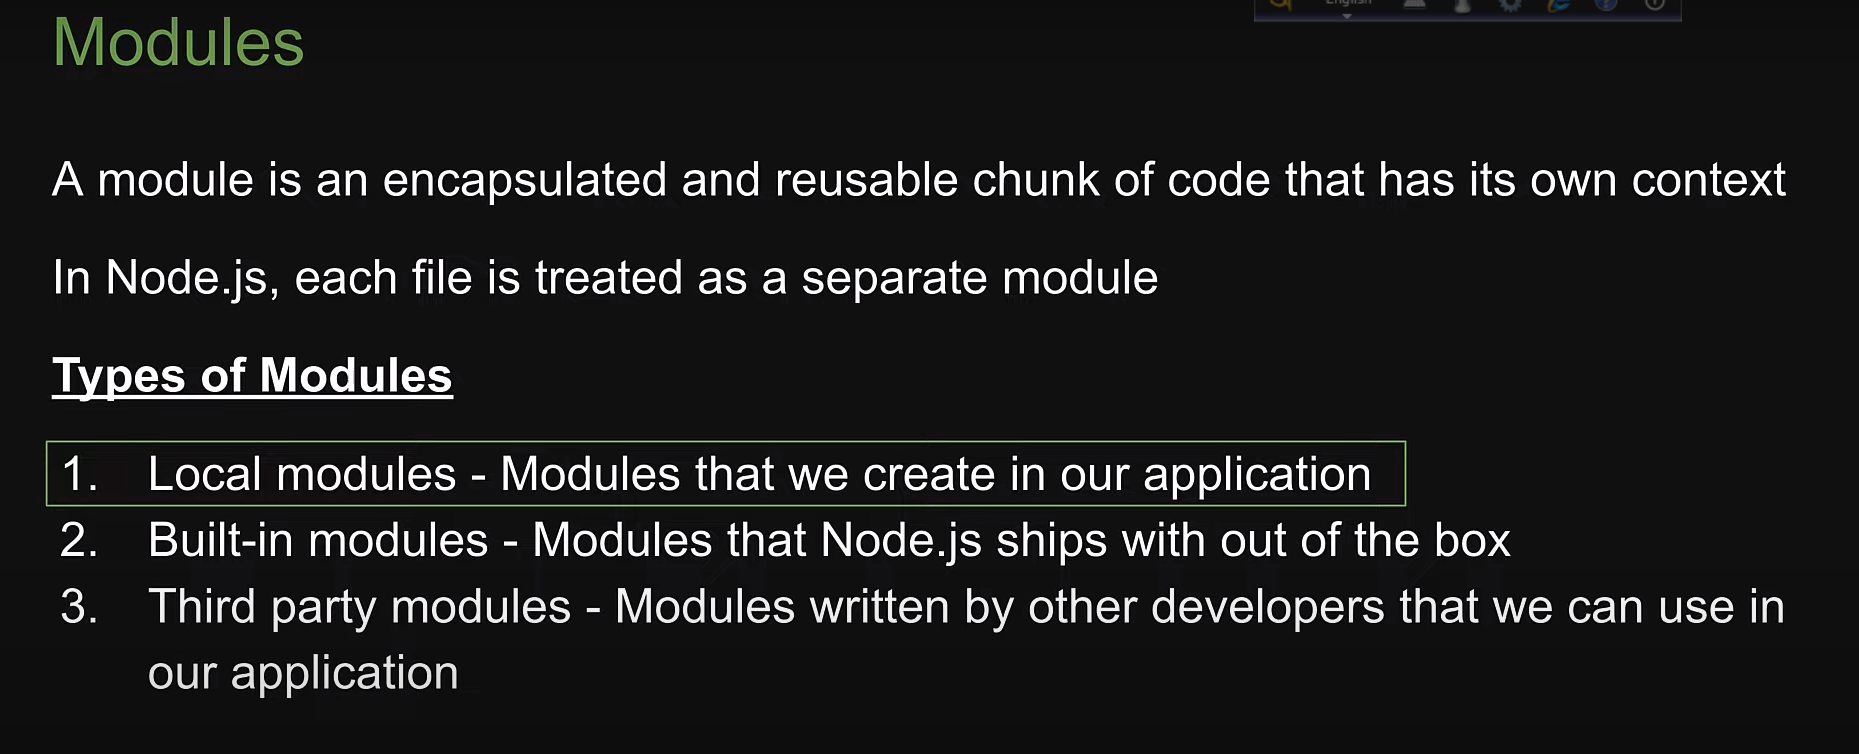 English
Modules
A module is an encapsulated and reusable chunk of code that has its own context
In Node.js, each file is treated as a separate module
Types of Modules
1. Local modules - Modules that we create in our application
2. Built-in modules - Modules that Node.js ships with out of the box
3. Third party modules - Modules written by other developers that we can use in
our application